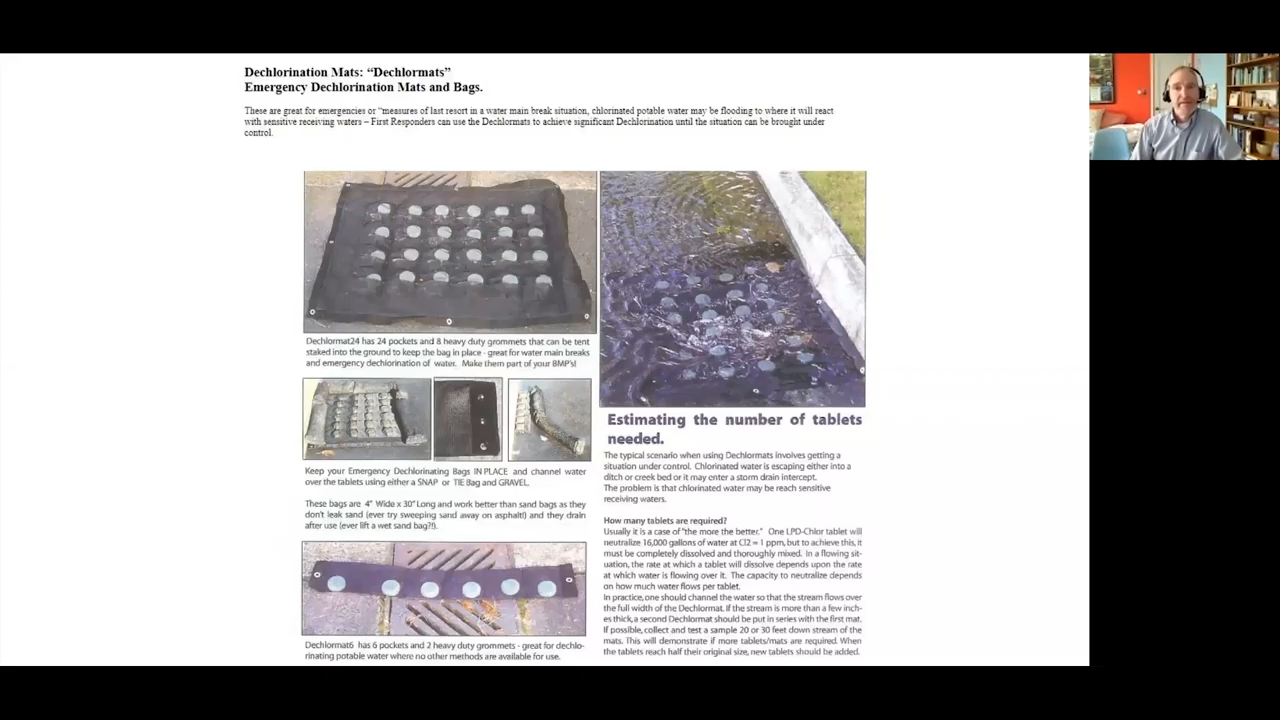 Dechlorination Mats: “Dechlormats”
Emergency Dechlorination Mats and Bags.
These are great for emergencies or “measures of last resort in a water main break situation, chlorinated potable water may be flooding to where it will react
with sensitive receiving waters – First Responders can use the Dechlormats to achieve significant Dechlorination until the situation can be brought under
control.
Dechlormat24 has 24 pockets and 8 heavy duty grommets that can be tent
staked into the ground to keep the bag in place - great for water main breaks
and emergency dechlorination of water. Make them part of your BMP's!
Keep your Emergency Dechlorinating Bags IN PLACE and channel water
over the tablets using either a SNAP or TIE Bag and GRAVEL.
These bags are 4" Wide x 30" Long and work better than sand bags as they
don't leak sand (ever try sweeping sand away on asphalt!) and they drain
after use (ever lift a wet sand bag?!).
Dechlormat6 has 6 pockets and 2 heavy duty grommets - great for dechlo-
rinating potable water where no other methods are available for use.
Estimating the number of tablets
needed.
The typical scenario when using Dechlormats involves getting a
situation under control. Chlorinated water is escaping either into a
ditch or creek bed or it may enter a storm drain intercept.
The problem is that chlorinated water may be reach sensitive
receiving waters.
How many tablets are required?
Usually it is a case of "the more the better." One LPD-Chlor tablet will
neutralize 16,000 gallons of water at Cl2 = 1 ppm, but to achieve this, it
must be completely dissolved and thoroughly mixed. In a flowing sit-
uation, the rate at which a tablet will dissolve depends upon the rate
at which water is flowing over it. The capacity to neutralize depends
on how much water flows per tablet.
In practice, one should channel the water so that the stream flows over
the full width of the Dechlormat. If the stream is more than a few inch-
es thick, a second Dechlormat should be put in series with the first mat.
If possible, collect and test a sample 20 or 30 feet down stream of the
mats. This will demonstrate if more tablets/mats are required. When
the tablets reach half their original size, new tablets should be added.